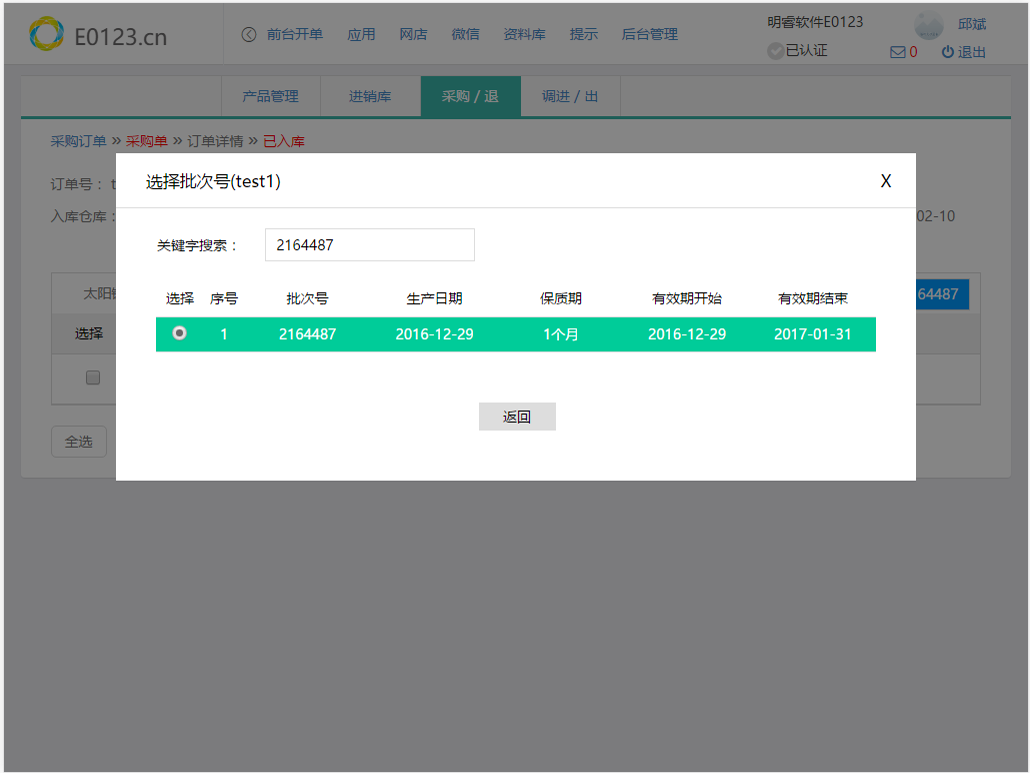 E0123.cn
前台开单 应用 网店 微信 资料库 提示 后台管理
明睿软件E0123
已认证
邱斌
0 退出
产品管理 进销库 采购 / 退 调进 / 出
采购订单 » 采购单 » 订单详情 » 已入库
订单号： t
入库仓库：
02-10
选择批次号(test1)
X
关键字搜索： 2164487
选择 序号 批次号 生产日期 保质期 有效期开始 有效期结束
1 2164487 2016-12-29 1个月 2016-12-29 2017-01-31
返回
太阳
64487
选择
全选